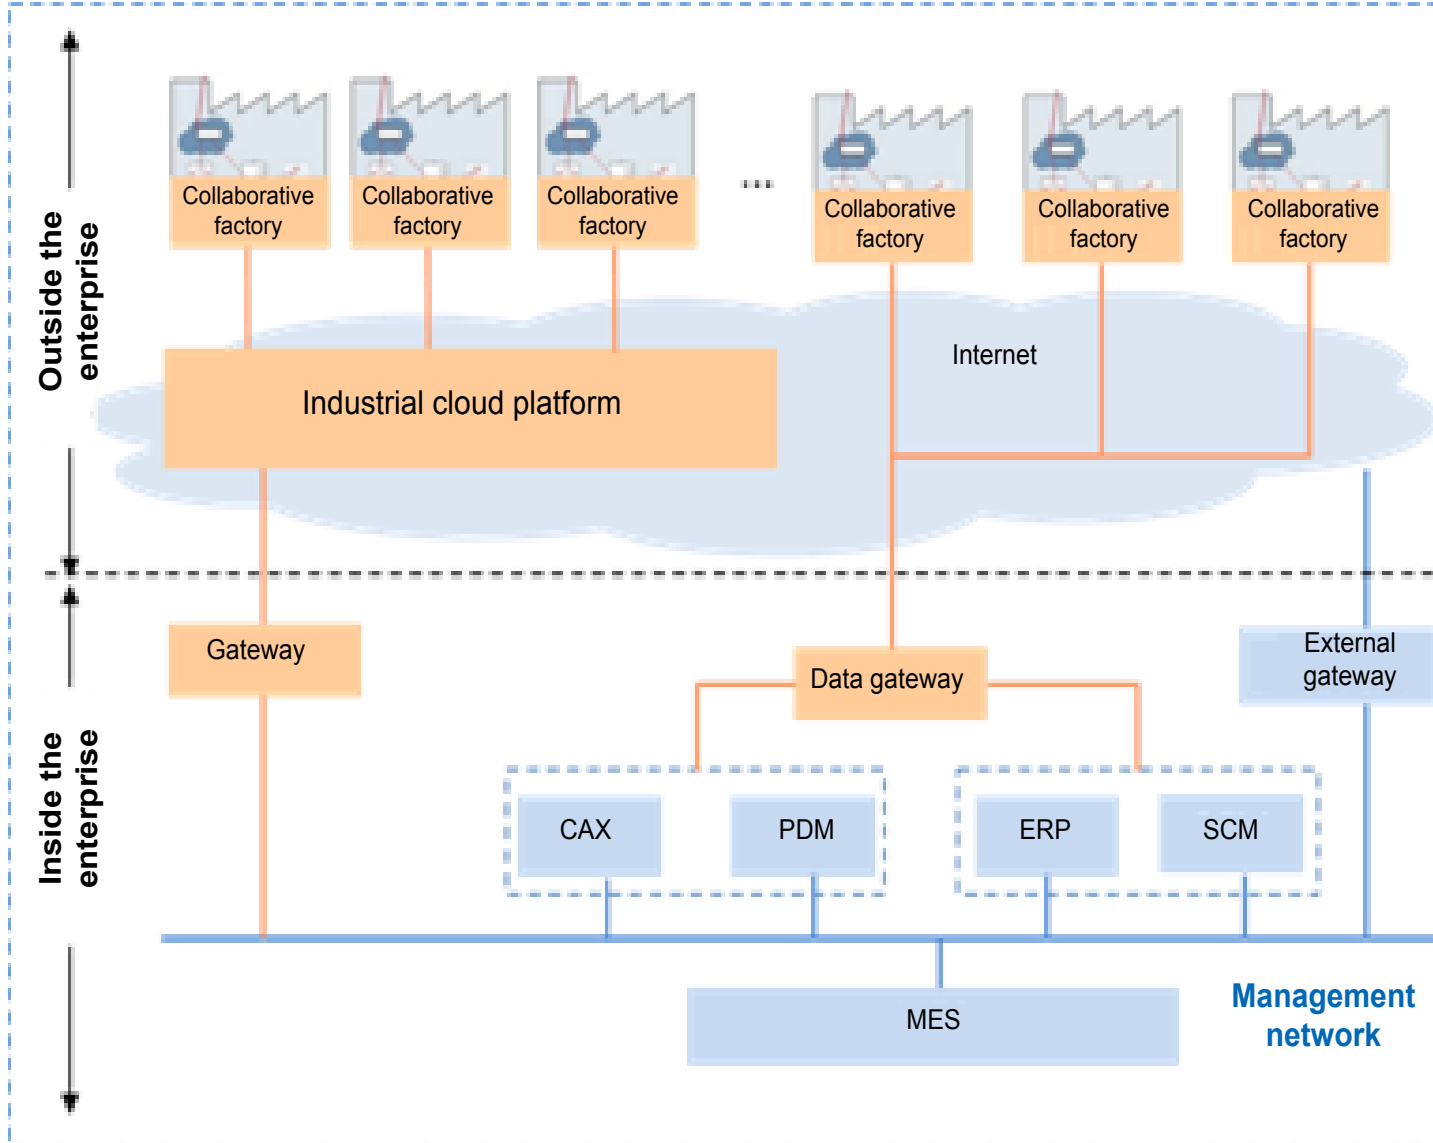 Collaborative
factory
Collaborative
factory
Collaborative
factory
...
Collaborative
factory
Collaborative
factory
Collaborative
factory
Outside the
enterprise
Internet
Industrial cloud platform
Gateway
Data gateway
External
gateway
Inside the
enterprise
CAX
PDM
ERP
SCM
MES
Management
network